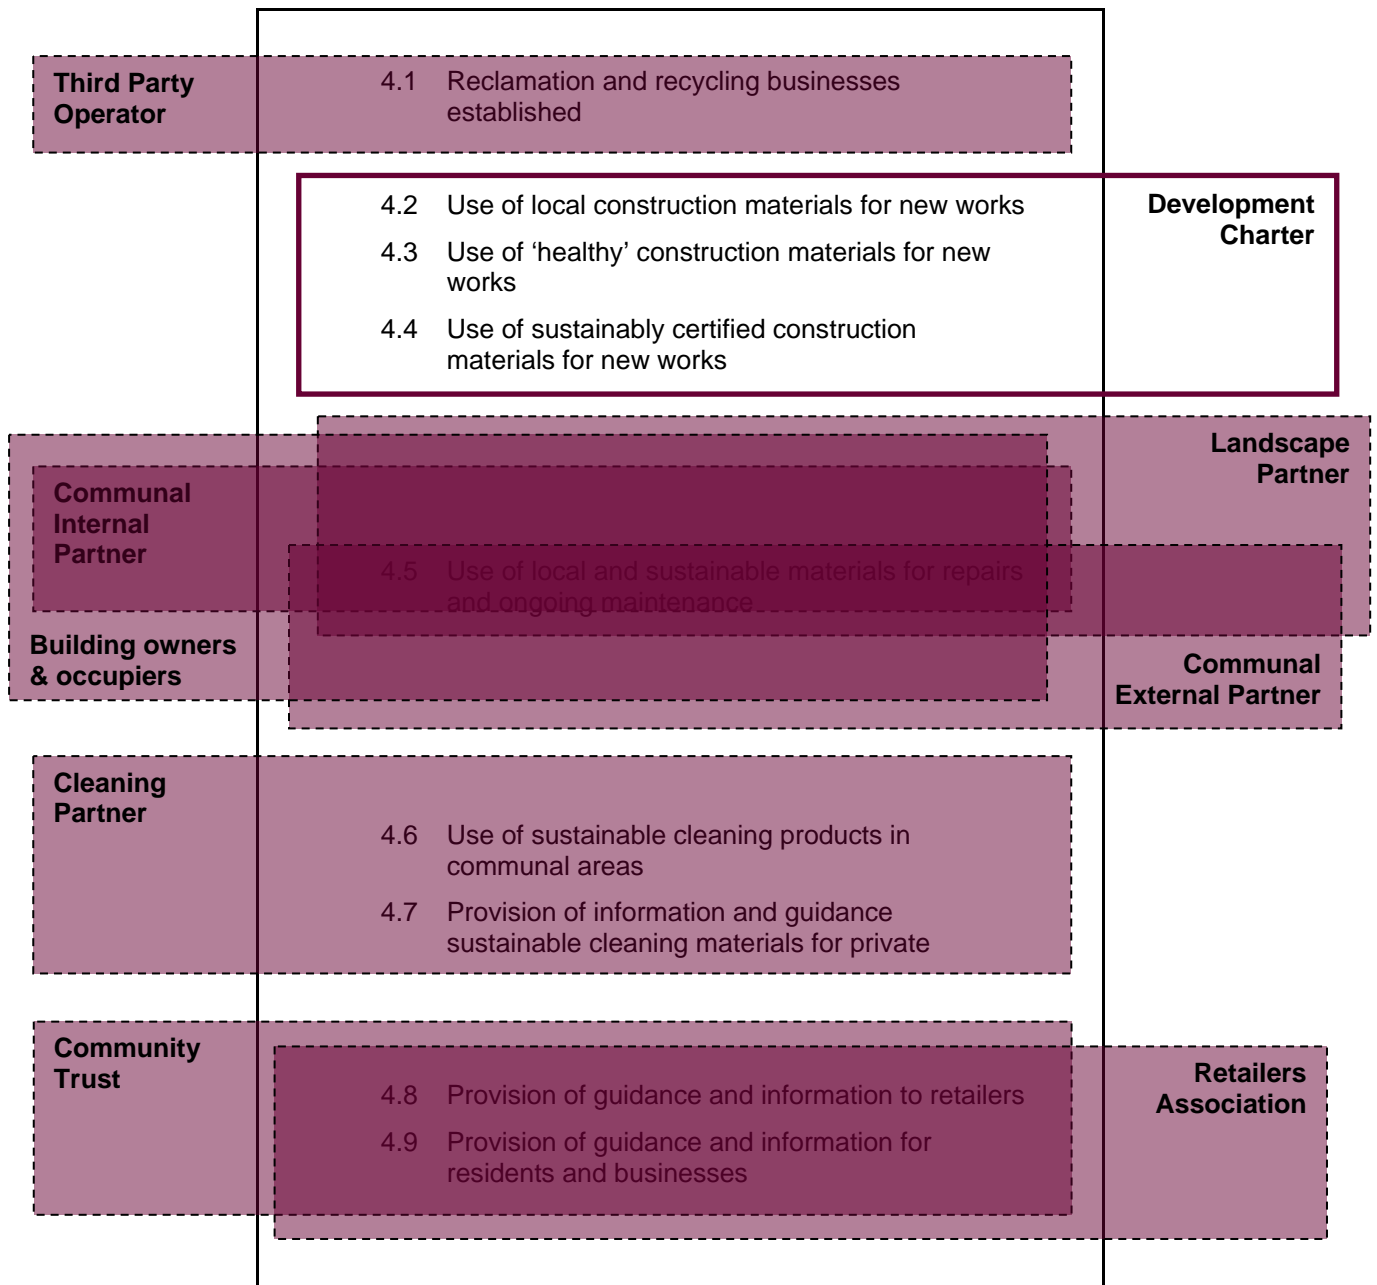 Third Party
Operator
4.1 Reclamation and recycling businesses
established
4.2 Use of local construction materials for new works
4.3 Use of ‘healthy’ construction materials for new
works
4.4 Use of sustainably certified construction
materials for new works
Development
Charter
Landscape
Partner
Communal
Internal
Partner
4.5 Use of local and sustainable materials for repairs
and ongoing maintenance
Building owners
& occupiers
Communal
External Partner
Cleaning
Partner
4.6 Use of sustainable cleaning products in
communal areas
4.7 Provision of information and guidance
sustainable cleaning materials for private
Community
Trust
4.8 Provision of guidance and information to retailers
4.9 Provision of guidance and information for
residents and businesses
Retailers
Association